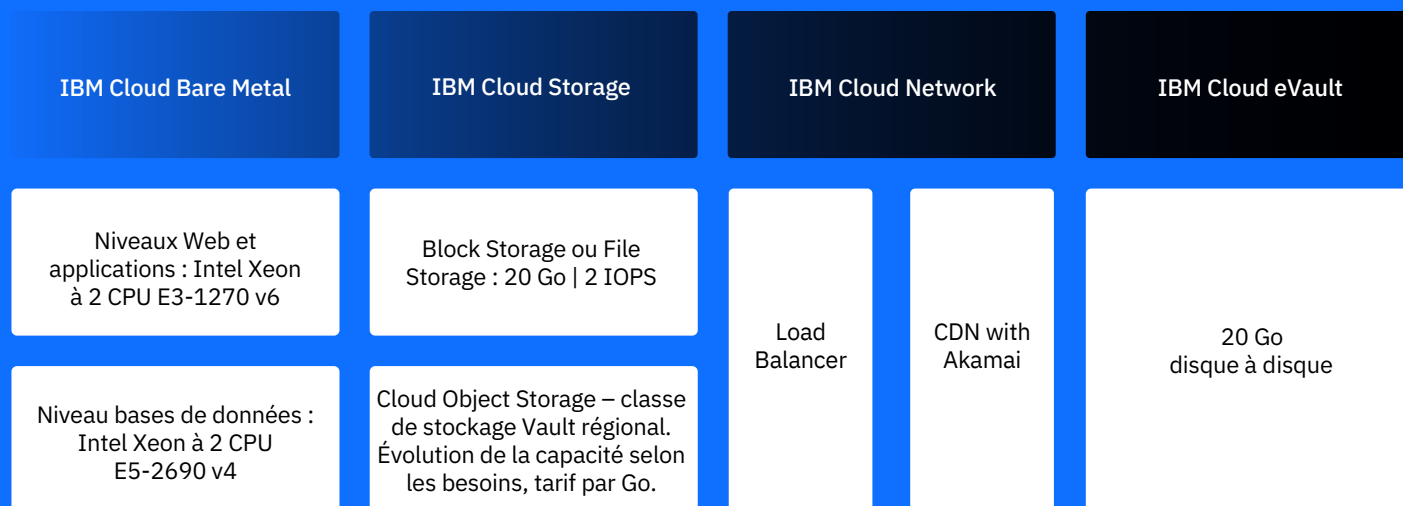 IBM Cloud Bare Metal
IBM Cloud Storage
IBM Cloud Network
IBM Cloud eVault
Niveaux Web et
applications : Intel Xeon
à 2 CPU E3-1270 v6
Niveau bases de données :
Intel Xeon à 2 CPU
E5-2690 v4
Block Storage ou File
Storage : 20 Go | 2 IOPS
Cloud Object Storage – classe
de stockage Vault régional.
Évolution de la capacité selon
les besoins, tarif par Go.
Load
Balancer
CDN with
Akamai
20 Go
disque à disque